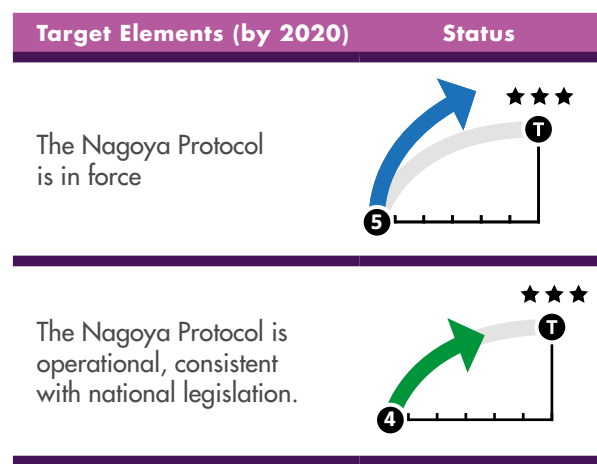 Target Elements (by 2020) Status
The Nagoya Protocol
is in force
T
5
The Nagoya Protocol is
operational, consistent
with national legislation.
T
4